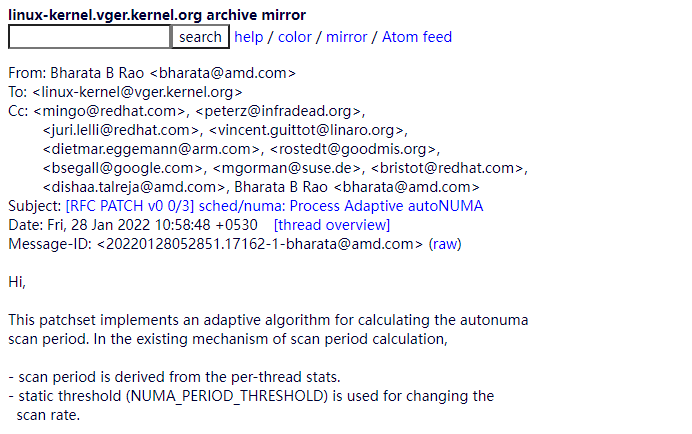 linux-kernel.vger.kernel.org archive mirror
search help / color / mirror / Atom feed
From: Bharata B Rao <bharata@amd.com>
To: <linux-kernel@vger.kernel.org>
Cc: <mingo@redhat.com>, <peterz@infradead.org>,
<juri.lelli@redhat.com>, <vincent.guittot@linaro.org>,
<dietmar.eggemann@arm.com>, <rostedt@goodmis.org>,
<bsegall@google.com>, <mgorman@suse.de>, <bristot@redhat.com>,
<dishaa.talreja@amd.com>, Bharata B Rao <bharata@amd.com>
Subject: [RFC PATCH v0 0/3] sched/numa: Process Adaptive autoNUMA
Date: Fri, 28 Jan 2022 10:58:48 +0530 [thread overview]
Message-ID: <20220128052851.17162-1-bharata@amd.com> (raw)
Hi,
This patchset implements an adaptive algorithm for calculating the autonuma
scan period. In the existing mechanism of scan period calculation,
- scan period is derived from the per-thread stats.
- static threshold (NUMA_PERIOD_THRESHOLD) is used for changing the
scan rate.